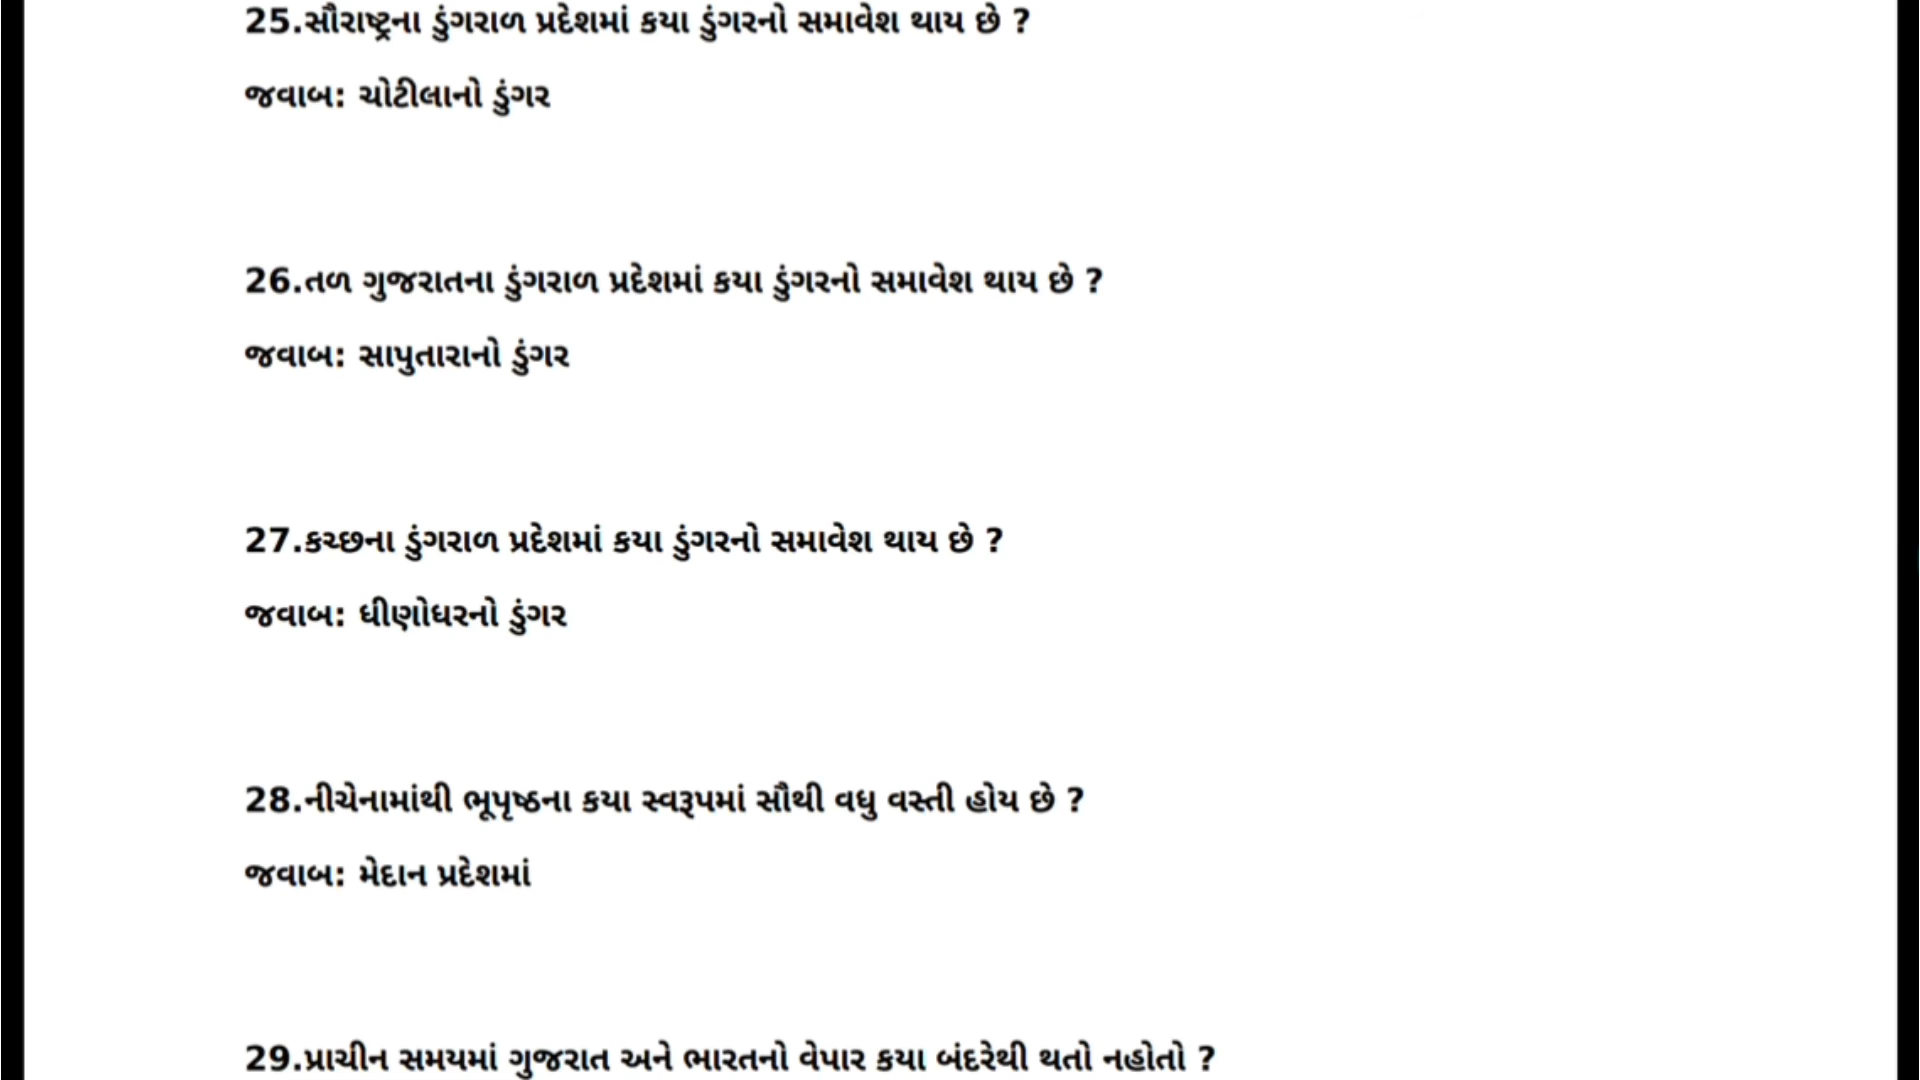 25.સૌરાષ્ટ્રના ડુંગરાળ પ્રદેશમાં કયા ડુંગરનો સમાવેશ થાય છે ?
જવાબ: ચોટીલાનો ડુંગર
26.તળ ગુજરાતના ડુંગરાળ પ્રદેશમાં કયા ડુંગરનો સમાવેશ થાય છે ?
જવાબ: સાપુતારાનો ડુંગર
27.કચ્છના ડુંગરાળ પ્રદેશમાં કયા ડુંગરનો સમાવેશ થાય છે ?
જવાબ: ધીણોધરનો ડુંગર
28.નીચેનામાંથી ભૂપૃષ્ઠના કયા સ્વરૂપમાં સૌથી વધુ વસ્તી હોય છે ?
જવાબ: મેદાન પ્રદેશમાં
29.પ્રાચીન સમયમાં ગુજરાત અને ભારતનો વેપાર કયા બંદરેથી થતો નહોતો ?